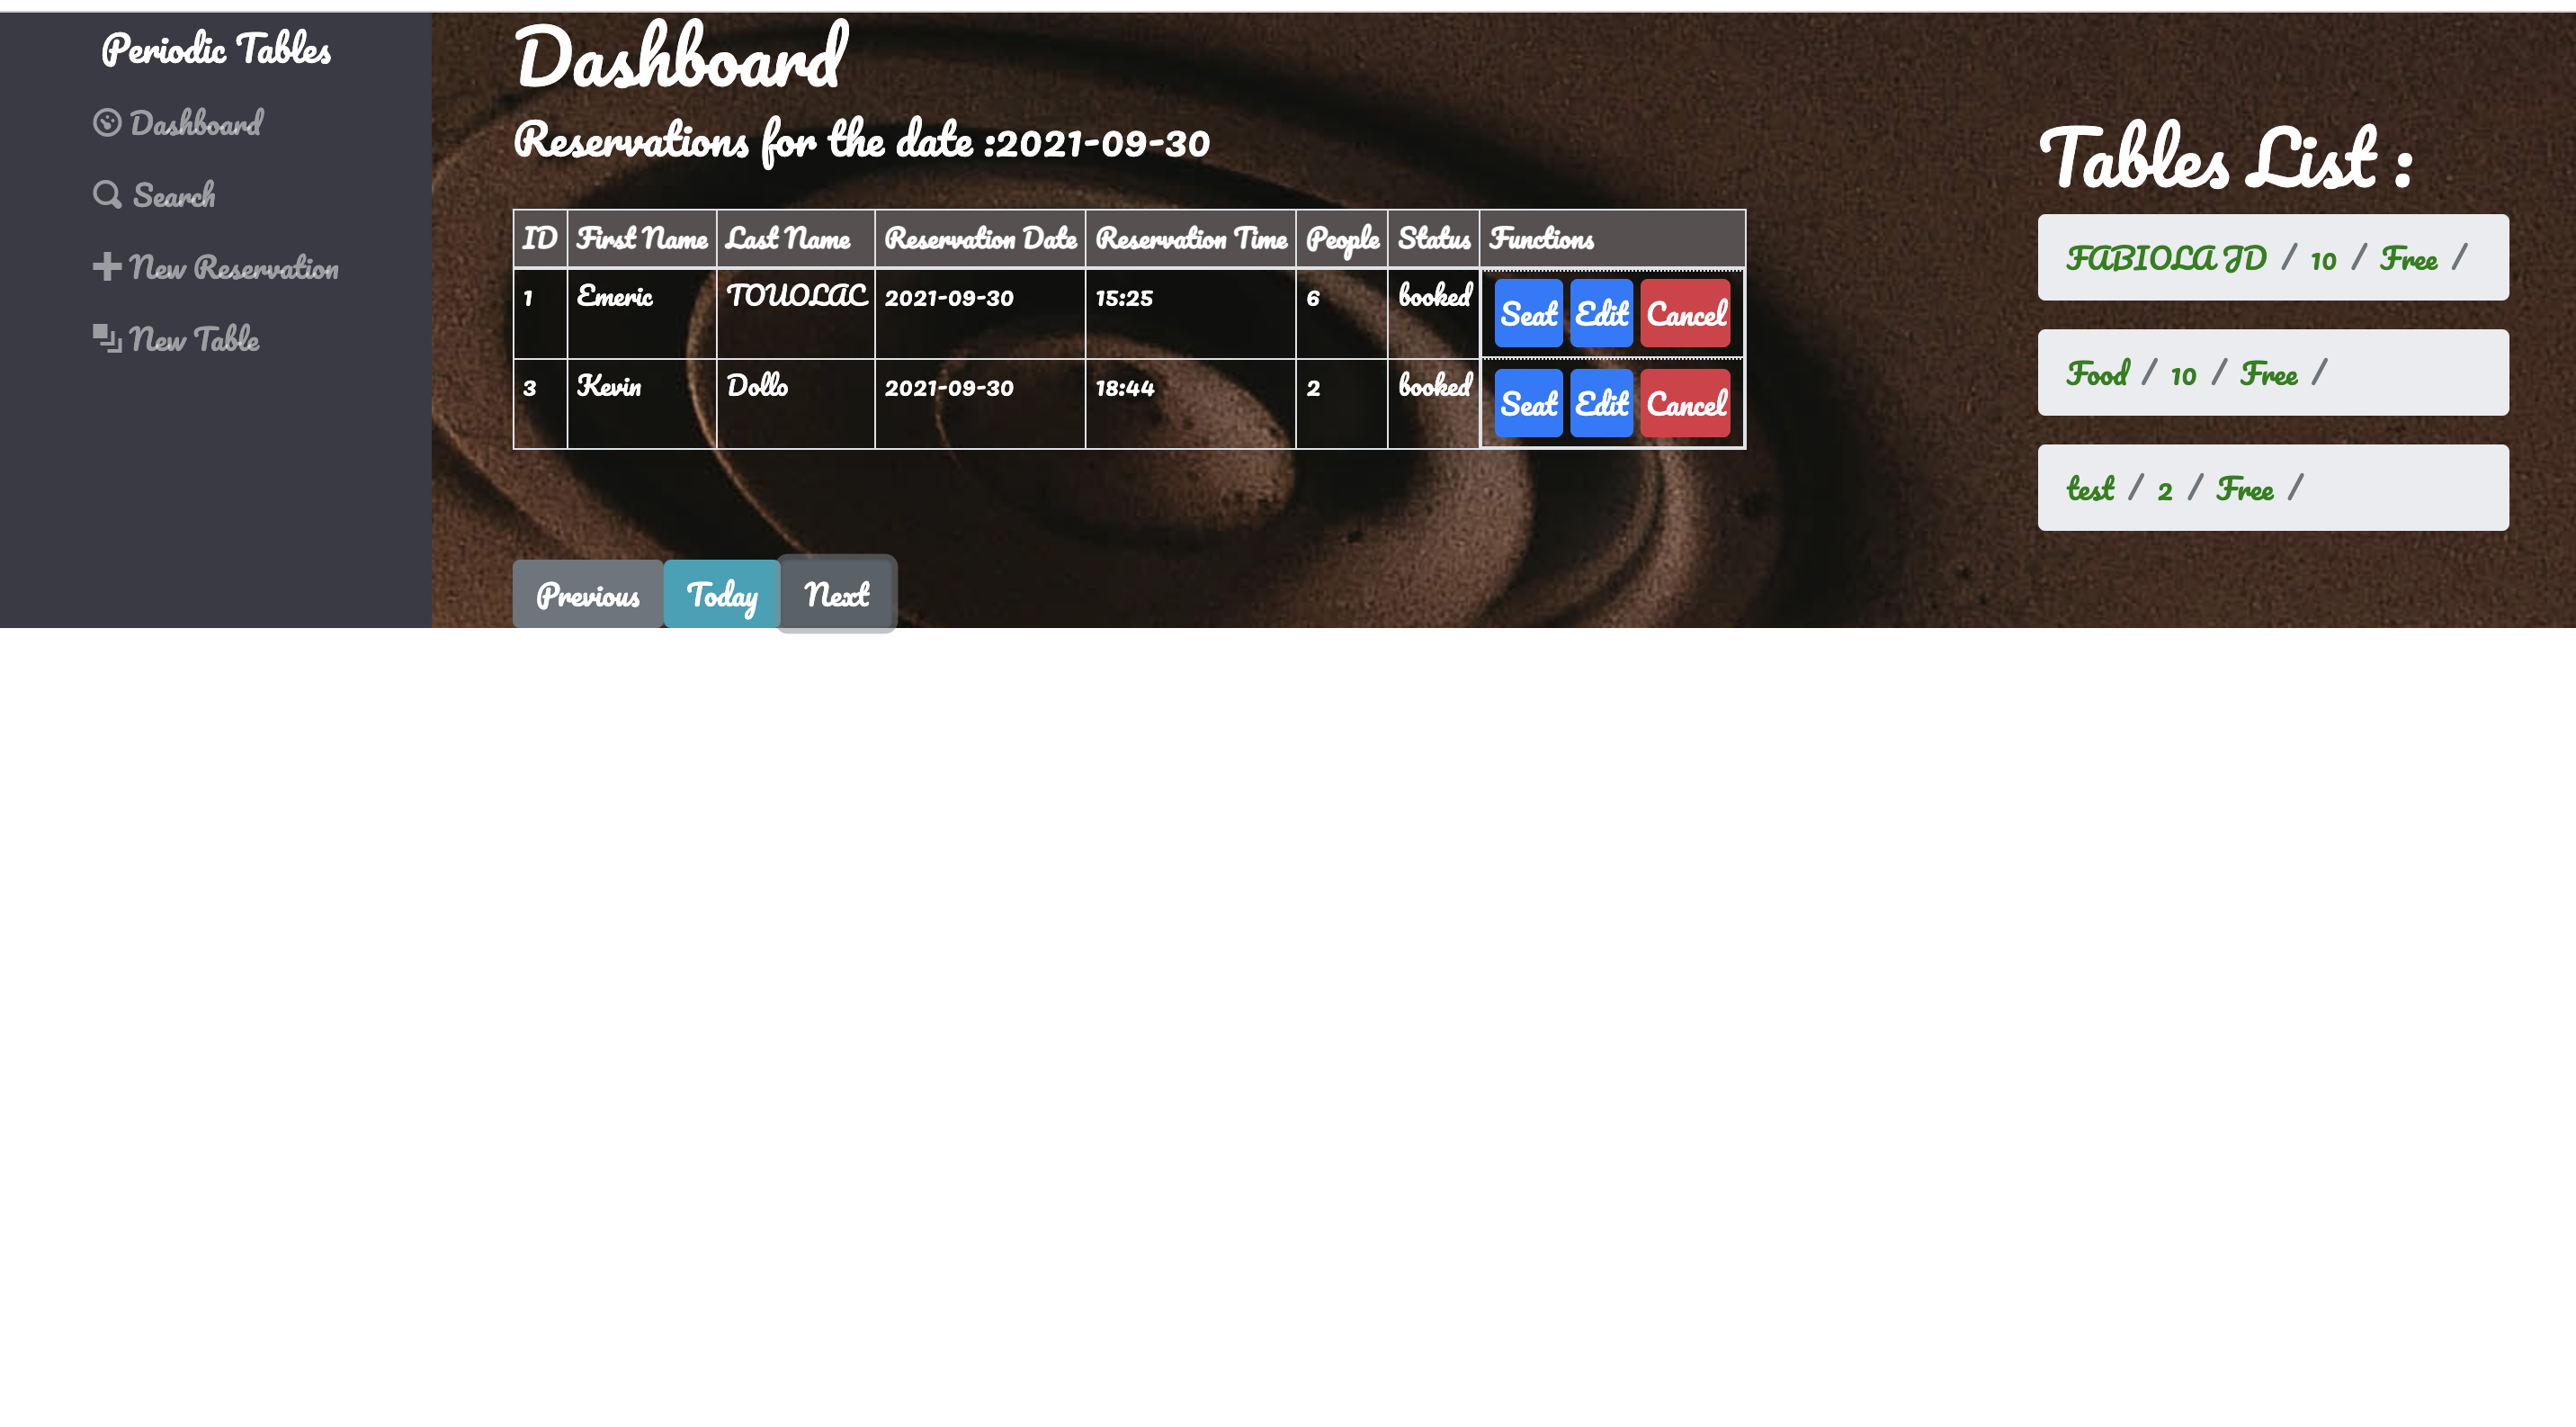 Periodic Tables
Dashboard
Search
New Reservation
New Table
Dashboard
Reservations for the date :2021-09-30
ID First Name Last Name Reservation Date Reservation Time People Status Functions
1 Emeric TOUOLAC 2021-09-30 15:25 6 booked Seat Edit Cancel
3 Kevin Dollo 2021-09-30 18:44 2 booked Seat Edit Cancel
Previous Today Next
Tables List :
FABIOLA JD / 10 / Free /
Food / 10 / Free /
test / 2 / Free /